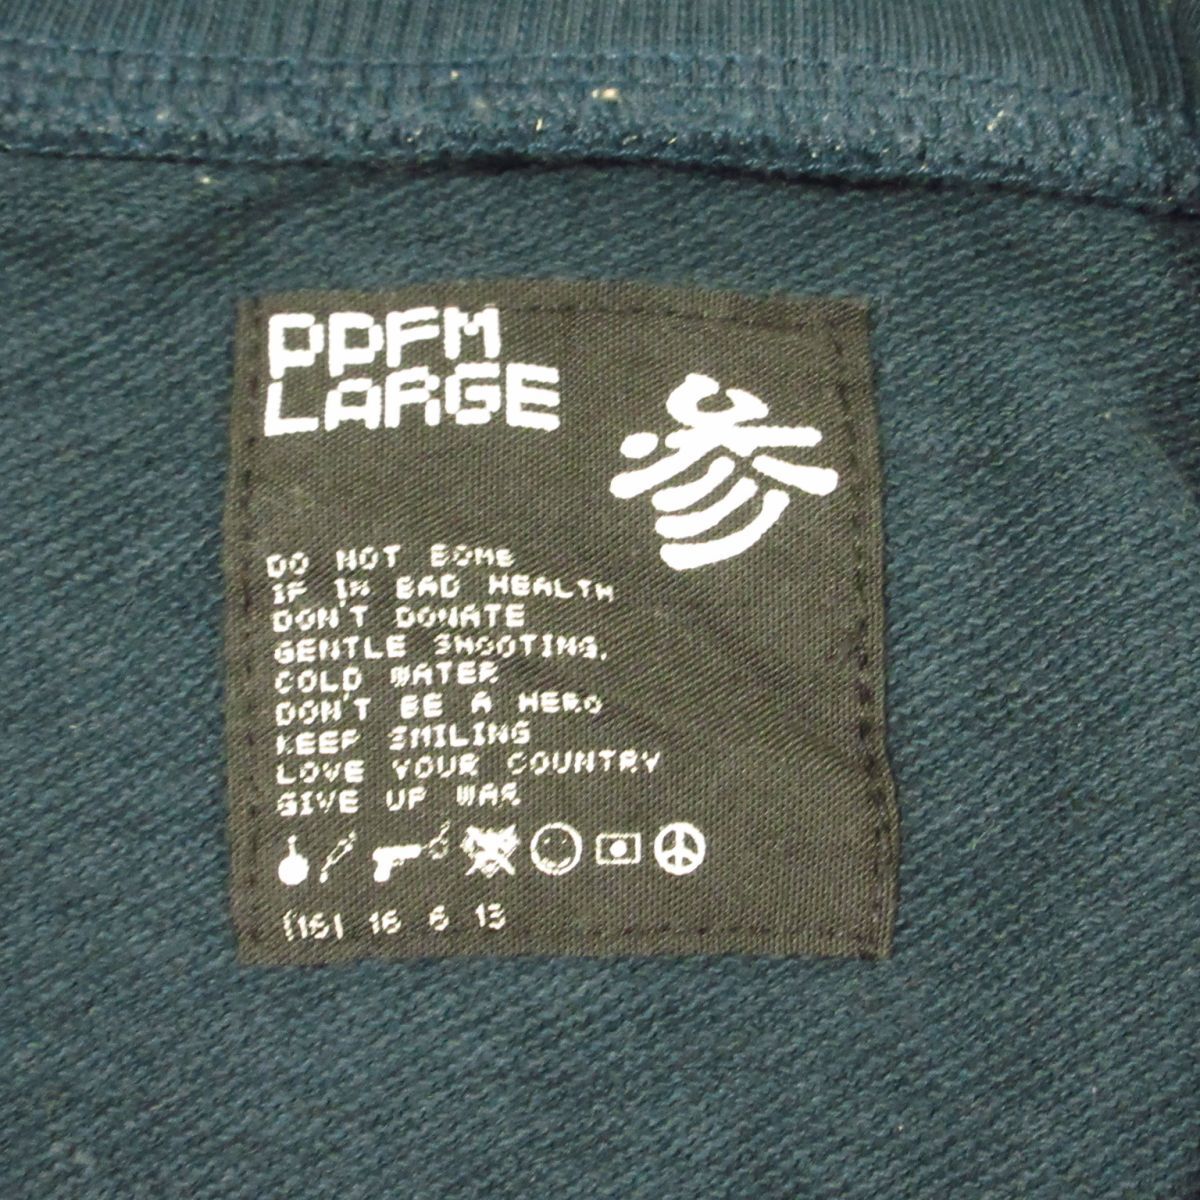 PPFM
LARGE
参
DO NOT BOME
IF IN BAD HEALTH
DON'T DONATE
GENTLE SHOOTING.
COLD WATER
DON'T BE A HERO
KEEP SMILING
LOVE YOUR COUNTRY
GIVE UP WAR
(16) 16 6 13